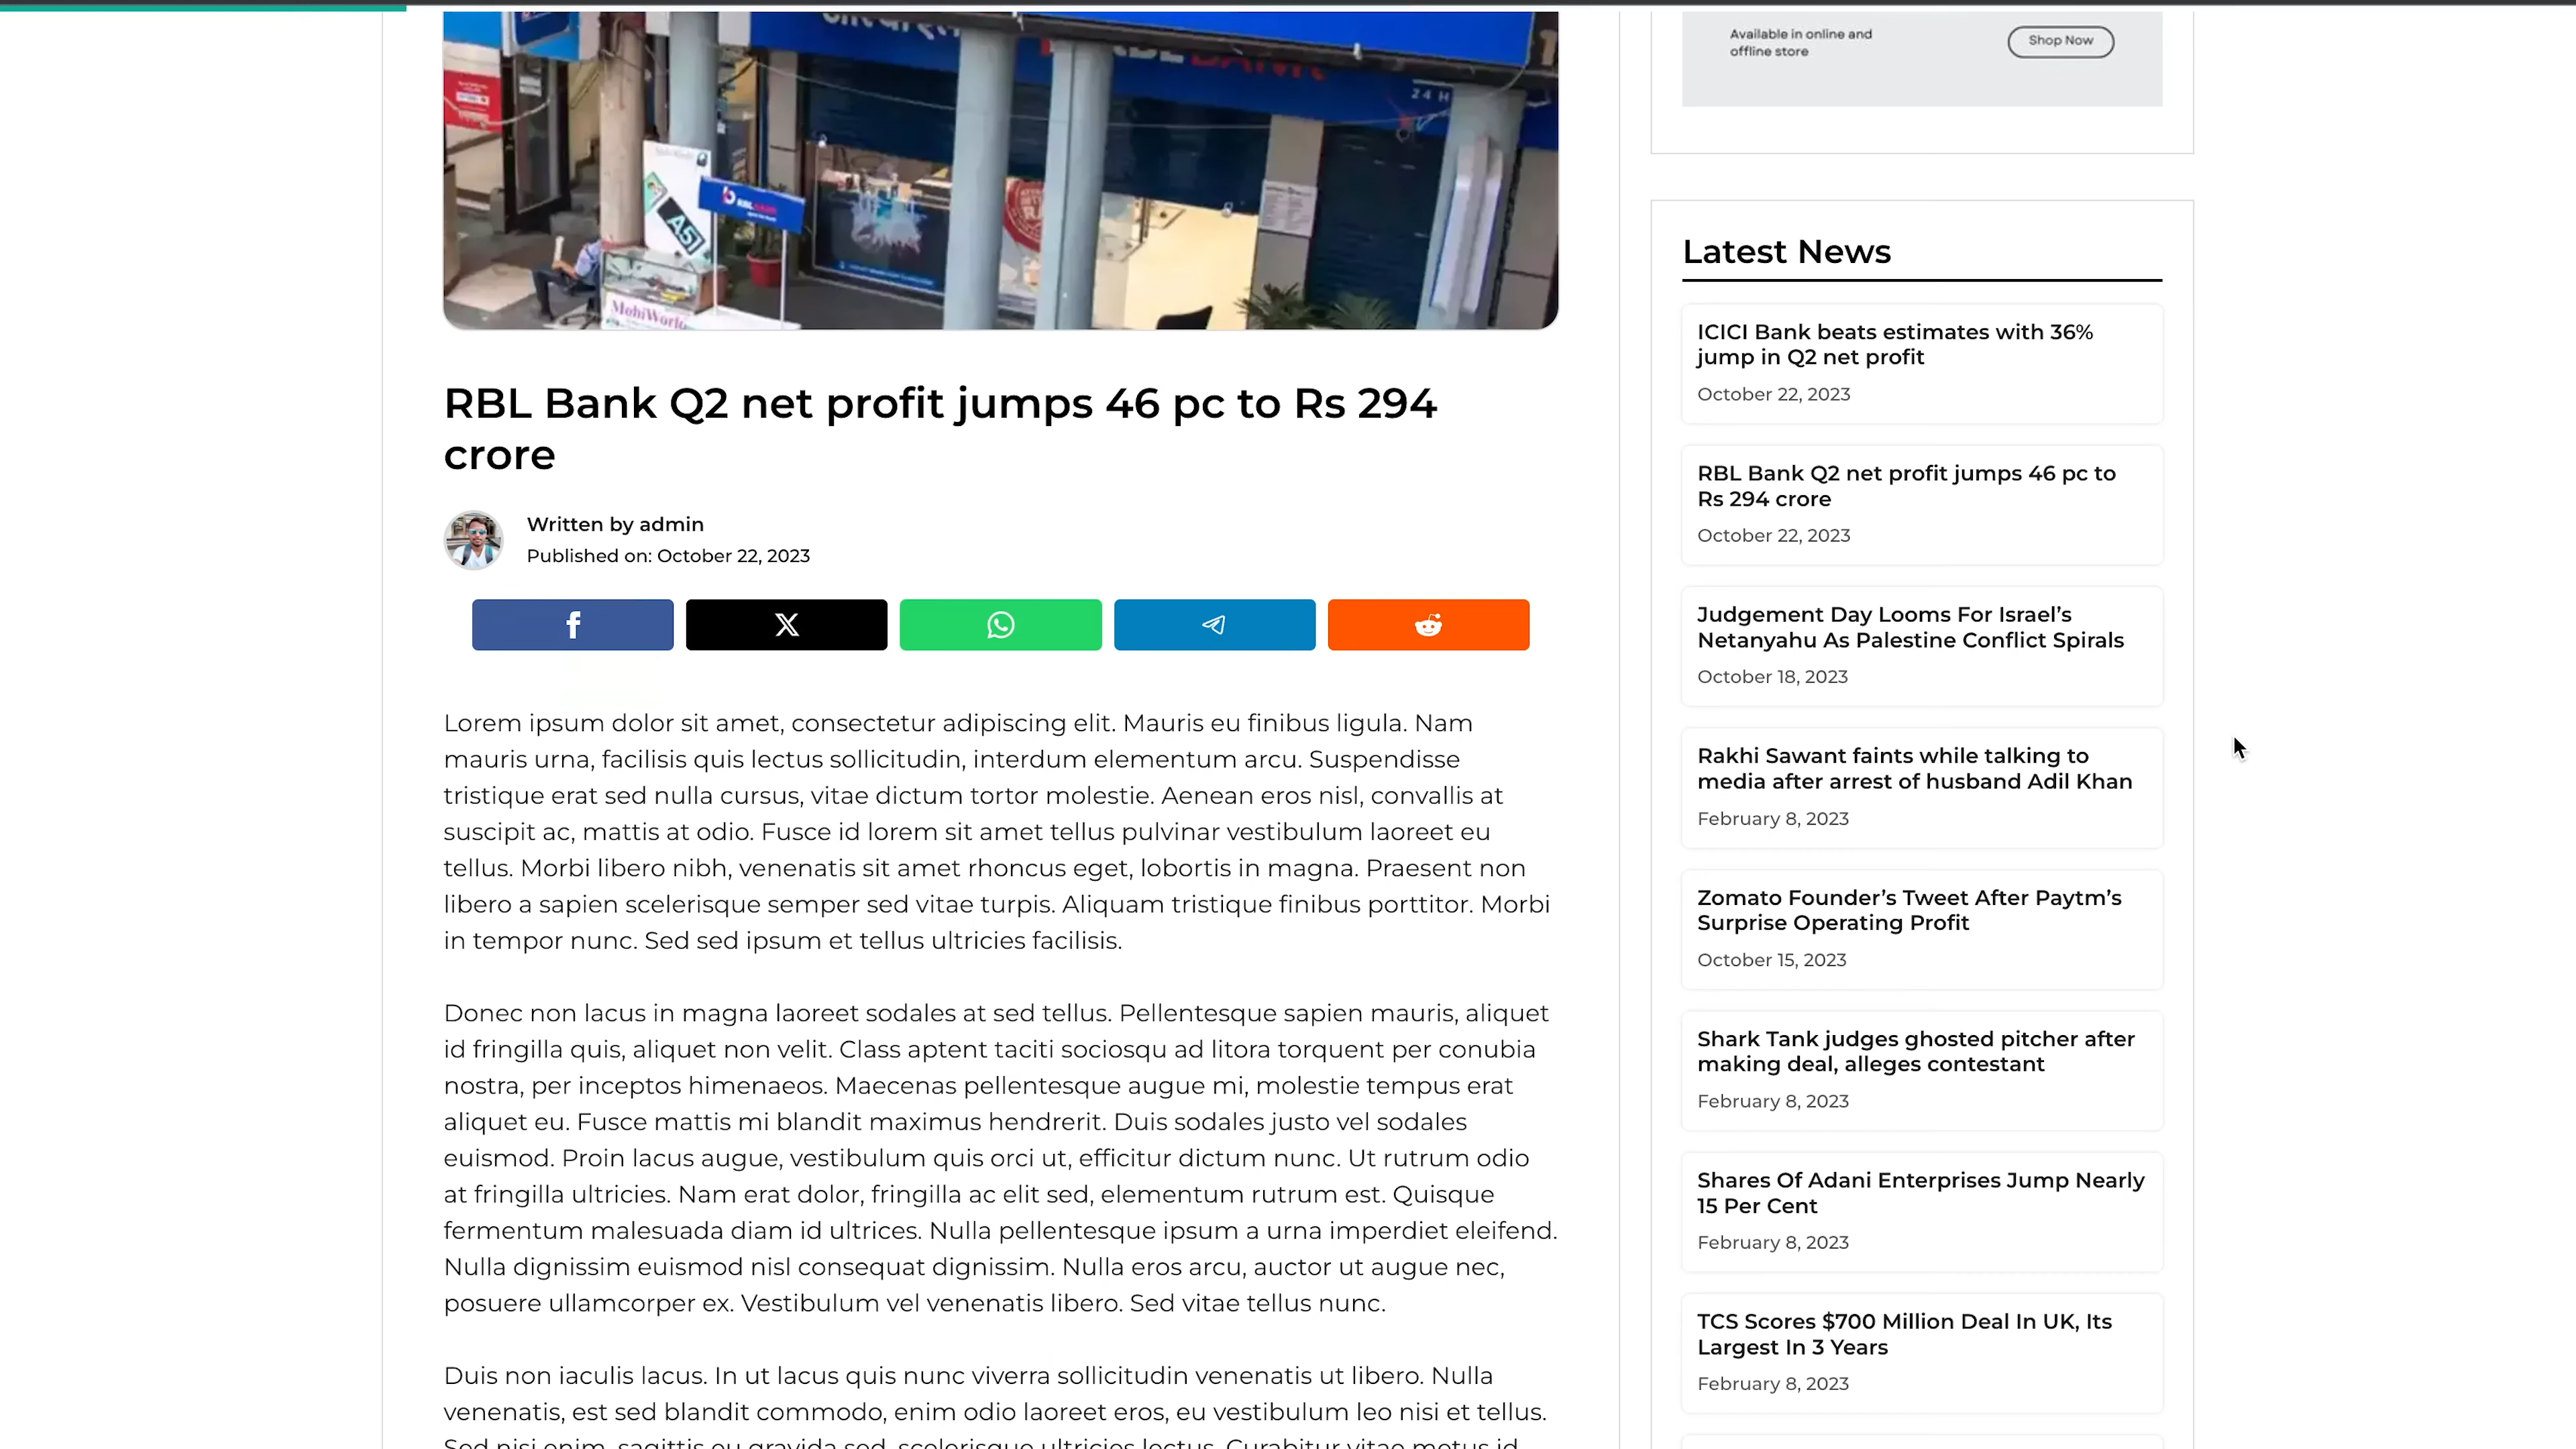 24 H
A51
MobiWorld
Available in online and
offline store
Shop Now
RBL Bank Q2 net profit jumps 46 pc to Rs 294
crore
Written by admin
Published on: October 22, 2023
Lorem ipsum dolor sit amet, consectetur adipiscing elit. Mauris eu finibus ligula. Nam
mauris urna, facilisis quis lectus sollicitudin, interdum elementum arcu. Suspendisse
tristique erat sed nulla cursus, vitae dictum tortor molestie. Aenean eros nisl, convallis at
suscipit ac, mattis at odio. Fusce id lorem sit amet tellus pulvinar vestibulum laoreet eu
tellus. Morbi libero nibh, venenatis sit amet rhoncus eget, lobortis in magna. Praesent non
libero a sapien scelerisque semper sed vitae turpis. Aliquam tristique finibus porttitor. Morbi
in tempor nunc. Sed sed ipsum et tellus ultricies facilisis.
Donec non lacus in magna laoreet sodales at sed tellus. Pellentesque sapien mauris, aliquet
id fringilla quis, aliquet non velit. Class aptent taciti sociosqu ad litora torquent per conubia
nostra, per inceptos himenaeos. Maecenas pellentesque augue mi, molestie tempus erat
aliquet eu. Fusce mattis mi blandit maximus hendrerit. Duis sodales justo vel sodales
euismod. Proin lacus augue, vestibulum quis orci ut, efficitur dictum nunc. Ut rutrum odio
at fringilla ultricies. Nam erat dolor, fringilla ac elit sed, elementum rutrum est. Quisque
fermentum malesuada diam id ultrices. Nulla pellentesque ipsum a urna imperdiet eleifend.
Nulla dignissim euismod nisl consequat dignissim. Nulla eros arcu, auctor ut augue nec,
posuere ullamcorper ex. Vestibulum vel venenatis libero. Sed vitae tellus nunc.
Duis non iaculis lacus. In ut lacus quis nunc viverra sollicitudin venenatis ut libero. Nulla
venenatis, est sed blandit commodo, enim odio laoreet eros, eu vestibulum leo nisi et tellus.
Sed nisi enim, sagittis eu gravida sed, scelerisque ultricies lectus. Curabitur vitae metus id
Latest News
ICICI Bank beats estimates with 36%
jump in Q2 net profit
October 22, 2023
RBL Bank Q2 net profit jumps 46 pc to
Rs 294 crore
October 22, 2023
Judgement Day Looms For Israel’s
Netanyahu As Palestine Conflict Spirals
October 18, 2023
Rakhi Sawant faints while talking to
media after arrest of husband Adil Khan
February 8, 2023
Zomato Founder’s Tweet After Paytm’s
Surprise Operating Profit
October 15, 2023
Shark Tank judges ghosted pitcher after
making deal, alleges contestant
February 8, 2023
Shares Of Adani Enterprises Jump Nearly
15 Per Cent
February 8, 2023
TCS Scores $700 Million Deal In UK, Its
Largest In 3 Years
February 8, 2023